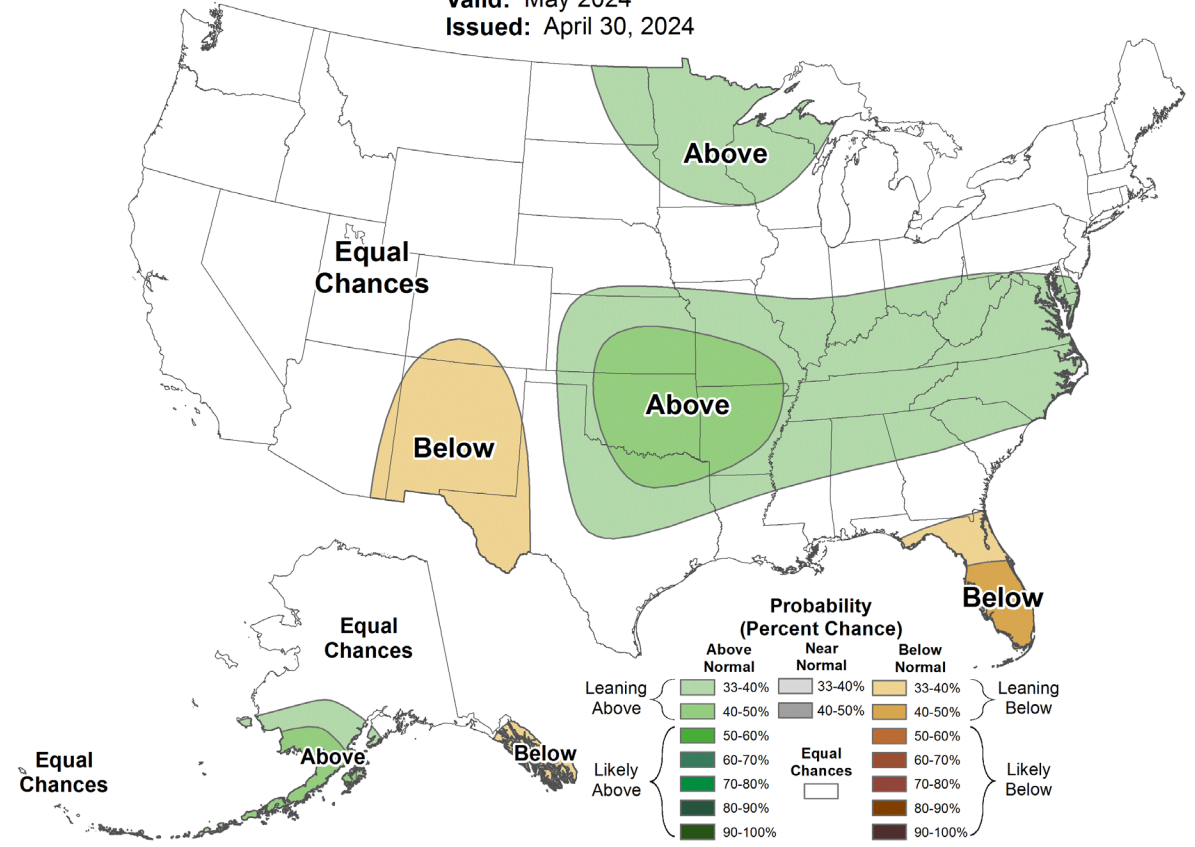 Valid: May 2024
Issued: April 30, 2024
Above
Equal
Chances
Above
Below
Below
Equal
Chances
Above
Below
Equal
Chances
Probability
(Percent Chance)
Above
Normal
Near
Normal
Below
Normal
Leaning
Above
33-40%
33-40%
33-40%
Leaning
Below
40-50%
40-50%
40-50%
Likely
Above
50-60%
50-60%
Likely
Below
60-70%
60-70%
Equal
Chances
70-80%
70-80%
80-90%
80-90%
90-100%
90-100%